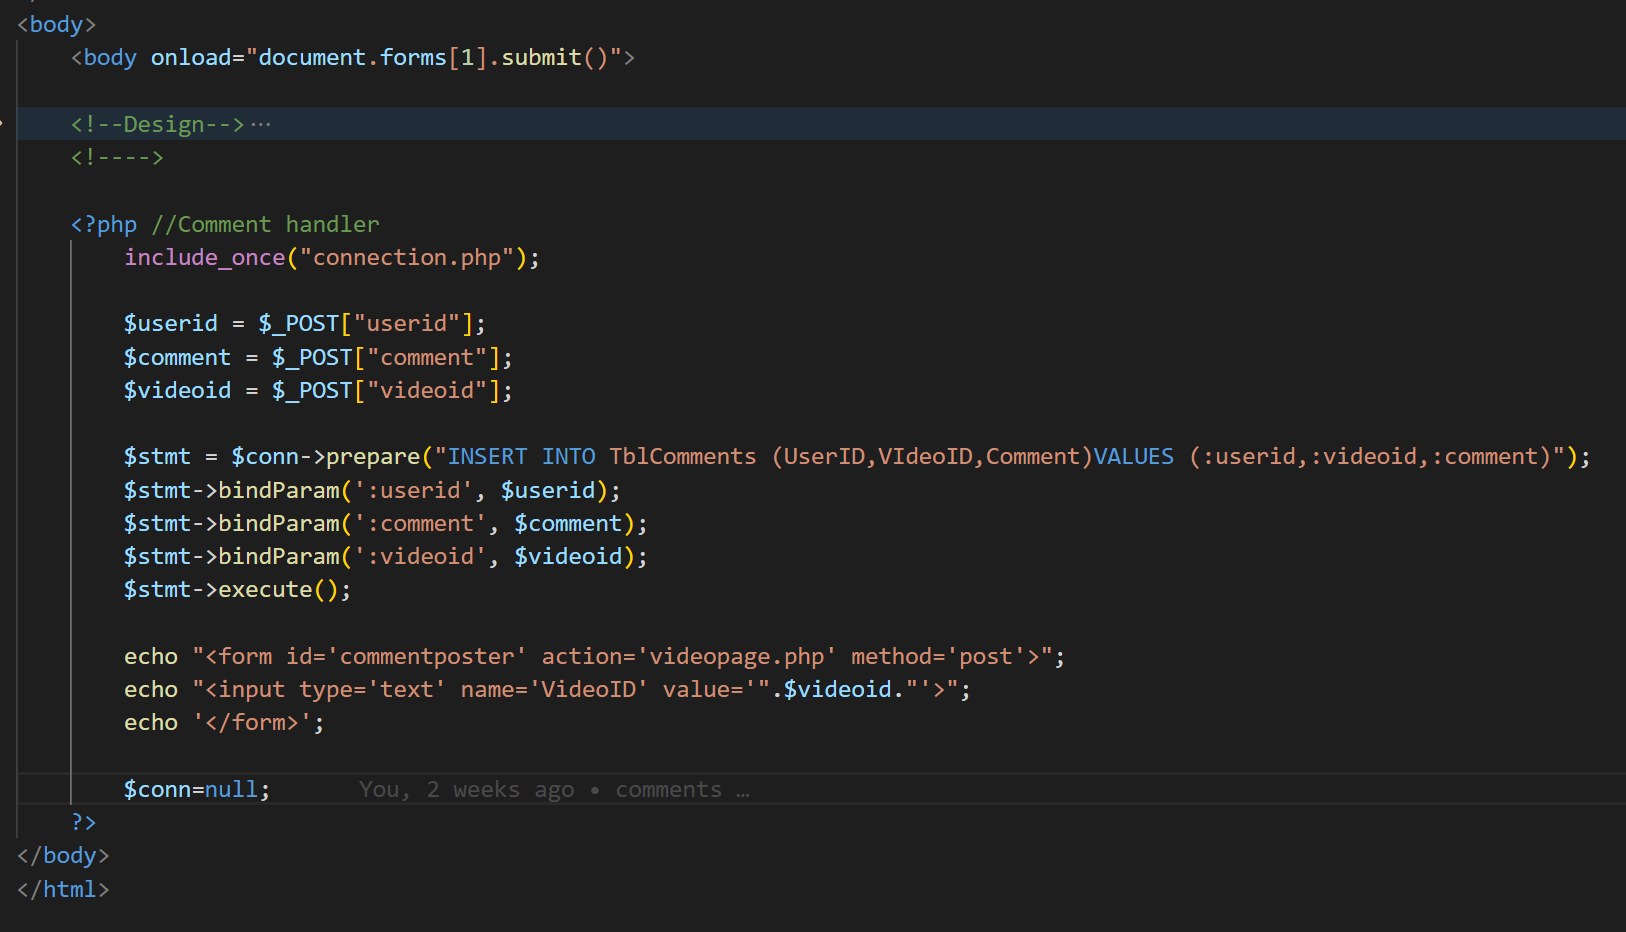 <body>
<body onload="document.forms[1].submit()">
<!--Design-->···
<!---->
<?php //Comment handler
include_once("connection.php");
$userid = $_POST["userid"];
$comment = $_POST["comment"];
$videoid = $_POST["videoid"];
$stmt = $conn->prepare("INSERT INTO TblComments (UserID,VIdeoID,Comment)VALUES (:userid,:videoid,:comment)");
$stmt->bindParam(':userid', $userid);
$stmt->bindParam(':comment', $comment);
$stmt->bindParam(':videoid', $videoid);
$stmt->execute();
echo "<form id='commentposter' action='videopage.php' method='post'>";
echo "<input type='text' name='VideoID' value='".$videoid."'>";
echo '</form>';
$conn=null; You, 2 weeks ago • comments …
?>
</body>
</html>